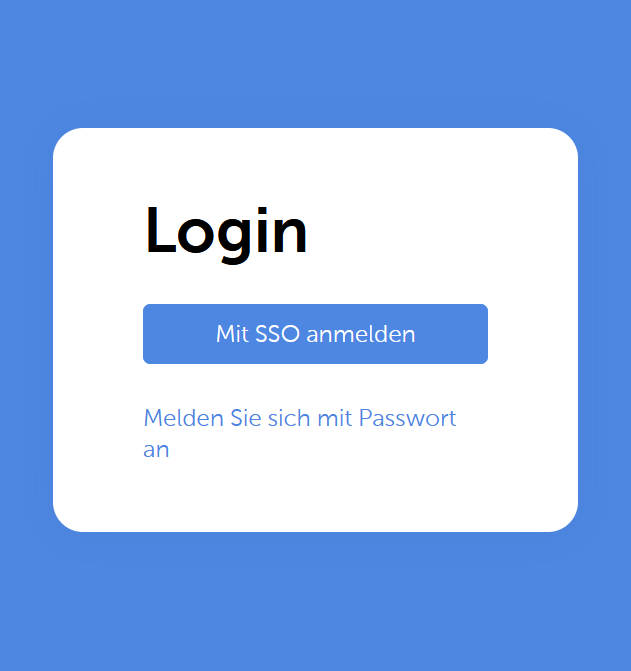 Login
Mit SSO anmelden
Melden Sie sich mit Passwort
an